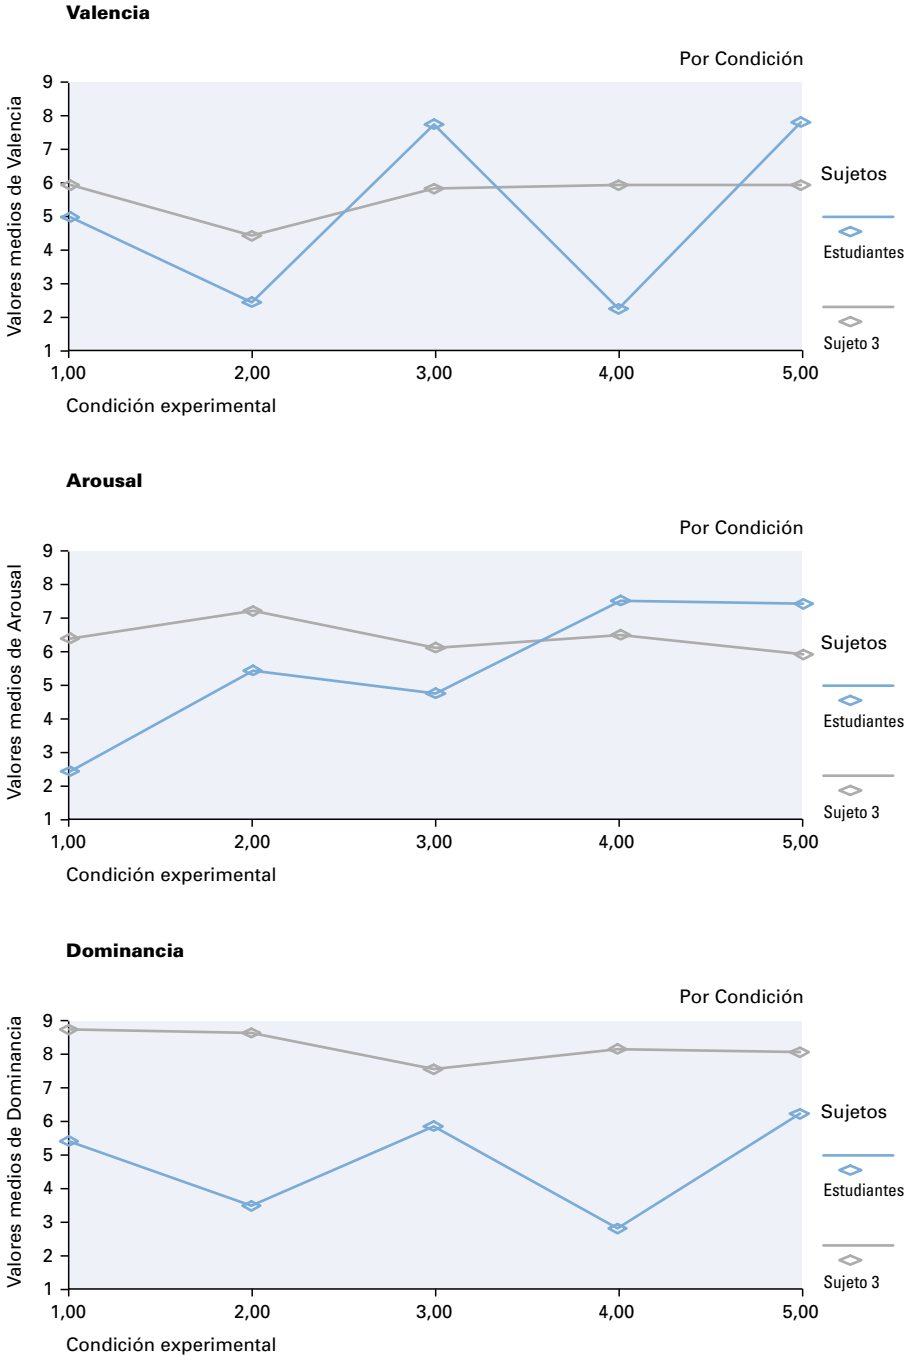 Valencia
Por Condición
Valores medios de Valencia
9
8
7
6
5
4
3
2
1
1,00 2,00 3,00 4,00 5,00
Condición experimental
Sujetos
Estudiantes
Sujeto 3
Arousal
Por Condición
Valores medios de Arousal
9
8
7
6
5
4
3
2
1
1,00 2,00 3,00 4,00 5,00
Condición experimental
Sujetos
Estudiantes
Sujeto 3
Dominancia
Por Condición
Valores medios de Dominancia
9
8
7
6
5
4
3
2
1
1,00 2,00 3,00 4,00 5,00
Condición experimental
Sujetos
Estudiantes
Sujeto 3